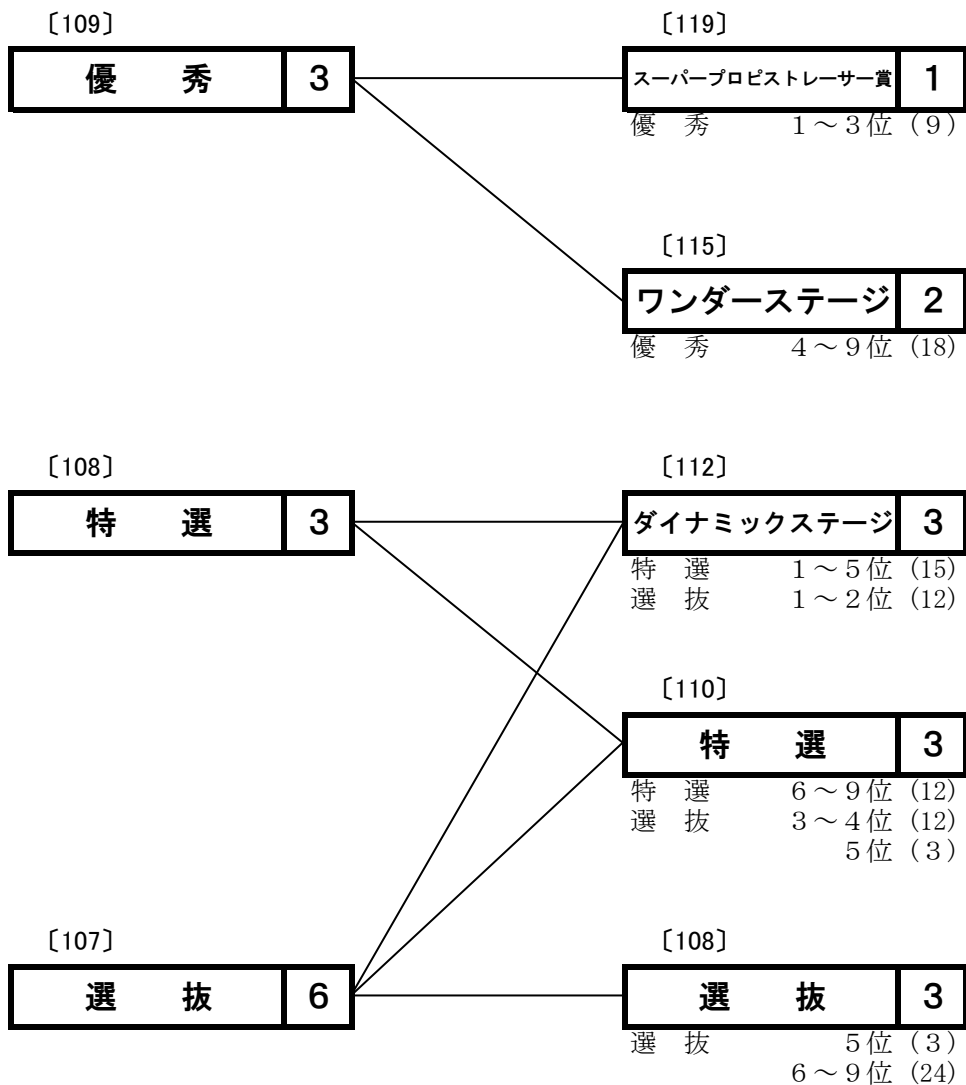 〔109〕 〔119〕
優 秀 3 スーパープロピストレーサー賞 1
優 秀 1～3位 (9)
〔115〕
ワンダーステージ 2
優 秀 4～9位 (18)
〔108〕 〔112〕
特 選 3 ダイナミックステージ 3
特 選 1～5位 (15)
選 抜 1～2位 (12)
〔110〕
特 選 3
特 選 6～9位 (12)
選 抜 3～4位 (12)
5位 (3)
〔107〕 〔108〕
選 抜 6 選 抜 3
選 抜 5位 (3)
6～9位 (24)